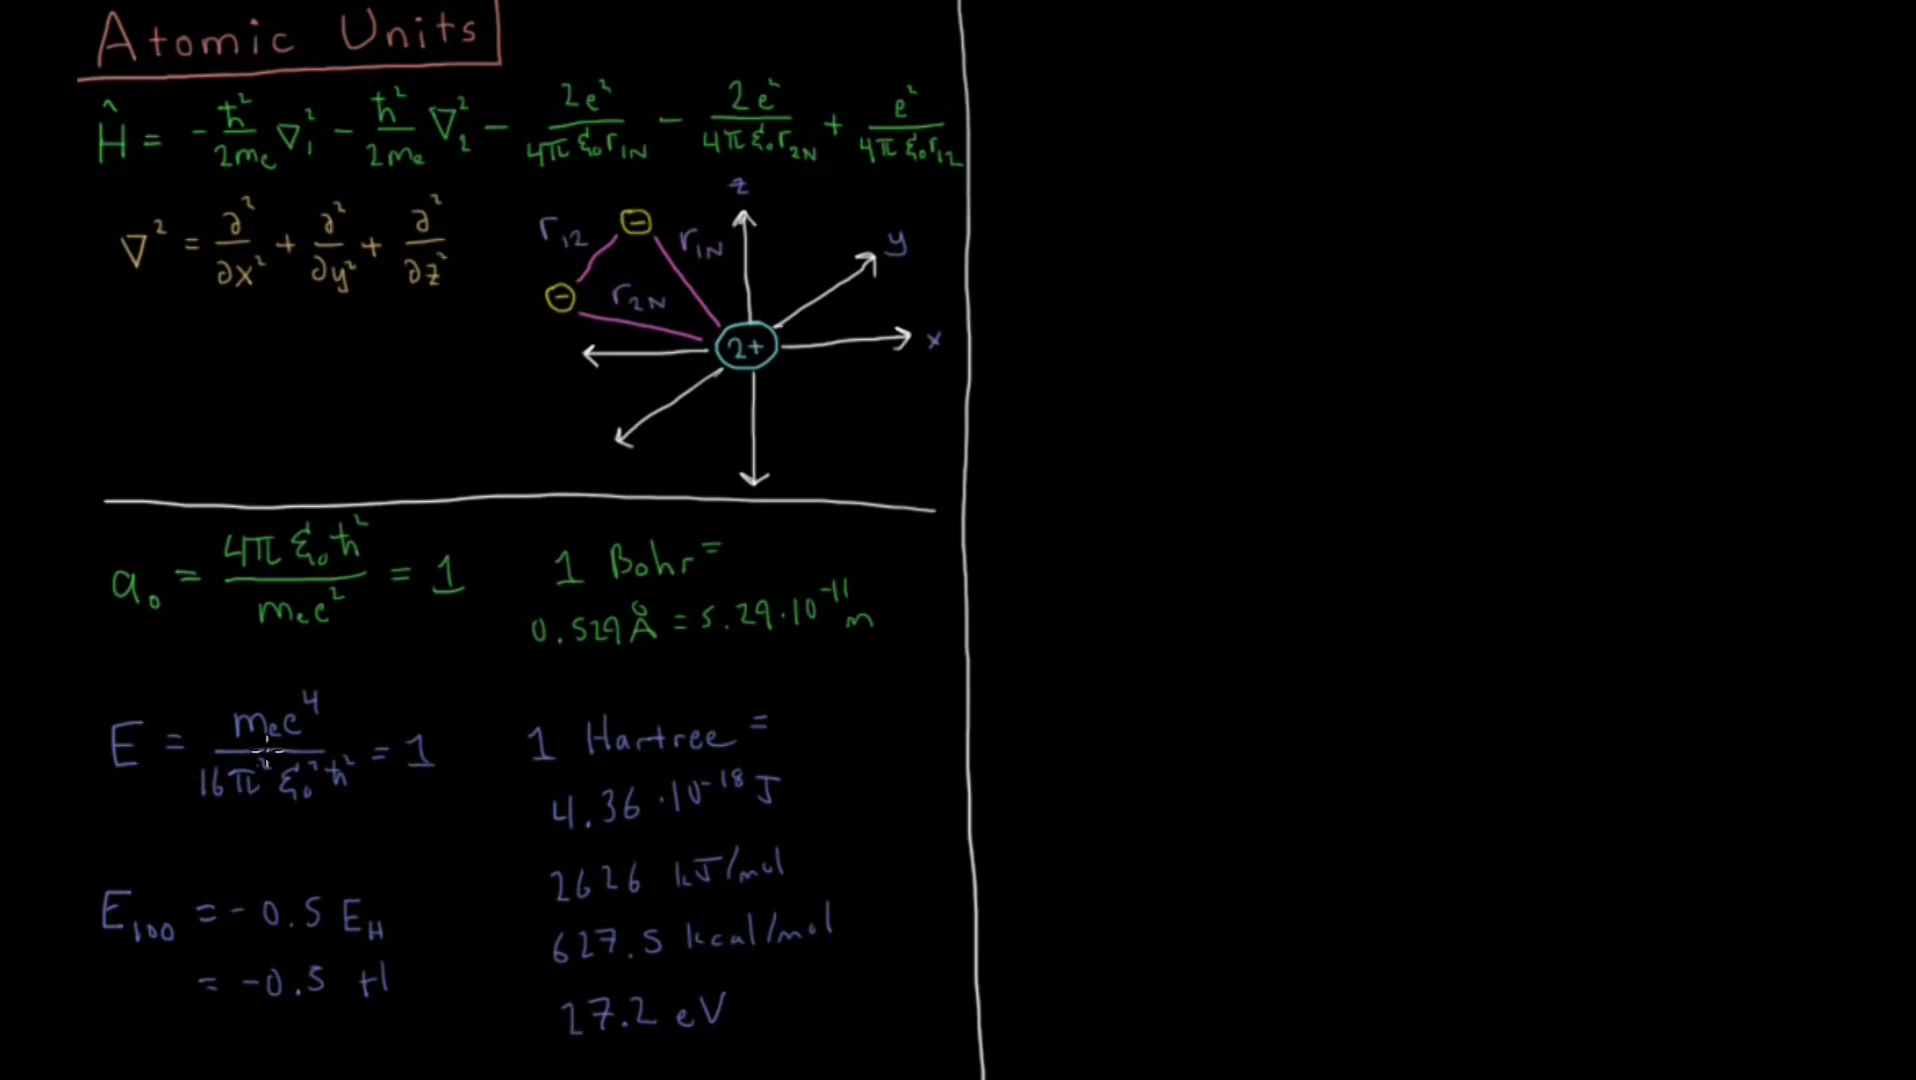 Atomic Units
Ĥ = -ħ²/2mₑ ∇₁² - ħ²/2mₑ ∇₂² - 2e²/4πε₀r₁N - 2e²/4πε₀r₂N + e²/4πε₀r₁₂
∇² = ∂²/∂x² + ∂²/∂y² + ∂²/∂z²
z
y
x
r₁₂
r₁N
r₂N
-
-
2+
a₀ = 4πε₀ħ²/mₑe² = 1
1 Bohr =
0.529Å = 5.29·10⁻¹¹ m
E = mₑe⁴/16π²ε₀²ħ² = 1
1 Hartree =
4.36·10⁻¹⁸ J
2626 kJ/mol
627.5 kcal/mol
27.2 eV
E₁₀₀ = -0.5 E_H
= -0.5 H